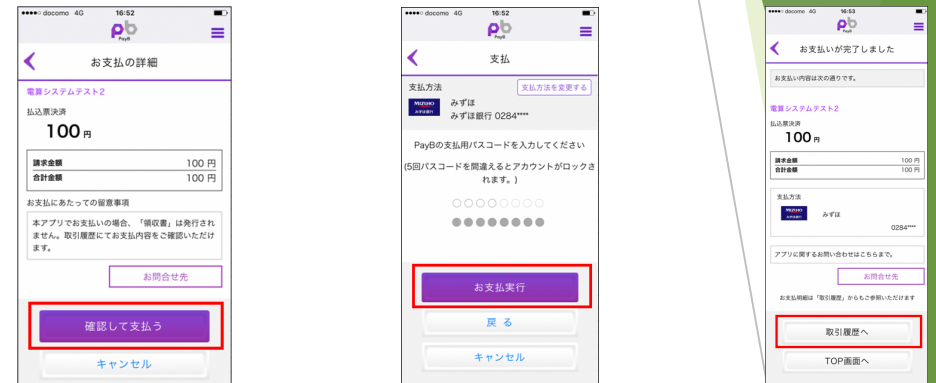 docomo 4G 16:52
pb
PayB
お支払の詳細
電算システムテスト2
払込票決済
100 円
請求金額 100 円
合計金額 100 円
お支払にあたっての留意事項
本アプリでお支払いの場合、「領収書」は発行され
ません。取引履歴にてお支払内容をご確認いただけ
ます。
お問合せ先
確認して支払う
キャンセル
docomo 4G 16:52
pb
PayB
支払
支払方法 支払方法を変更する
MIZUHO
みずほ
みずほ銀行 0284****
PayBの支払用パスコードを入力してください
(5回パスコードを間違えるとアカウントがロックさ
れます。)
お支払実行
戻 る
キャンセル
docomo 4G 16:53
pb
PayB
お支払いが完了しました
お支払い内容は次の通りです。
電算システムテスト2
払込票決済
100 円
請求金額 100 円
合計金額 100 円
支払方法
MIZUHO
みずほ
0284****
アプリに関するお問い合わせはこちらまで。
お問合せ先
お支払明細は「取引履歴」からもご参照いただけます
取引履歴へ
TOP画面へ